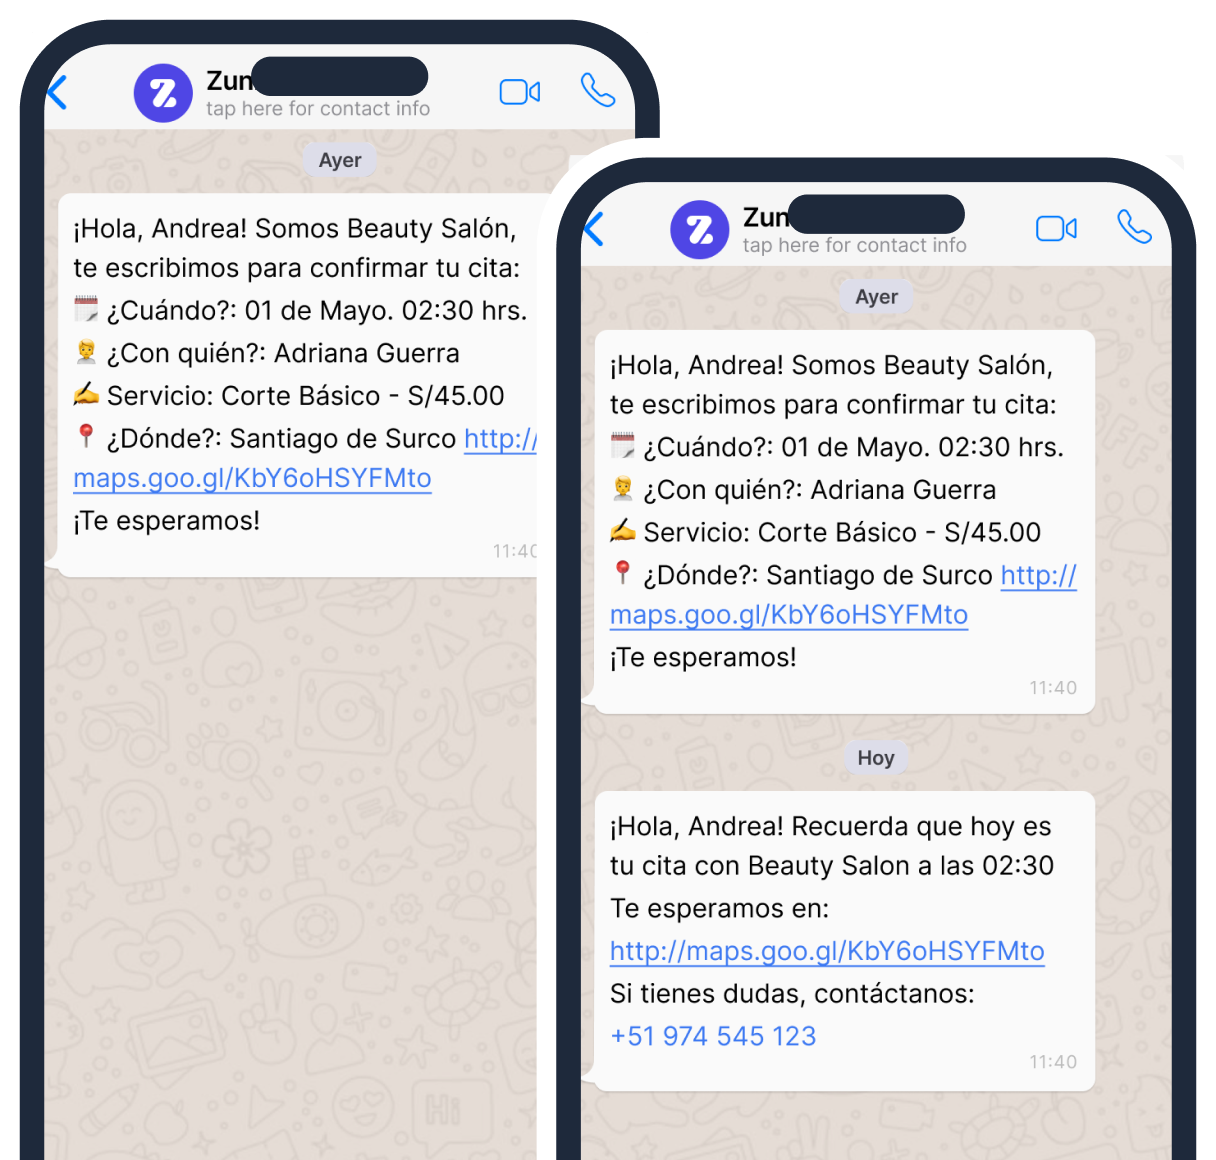 Zun
tap here for contact info
Ayer
¡Hola, Andrea! Somos Beauty Salón,
te escribimos para confirmar tu cita:
🗓️ ¿Cuándo?: 01 de Mayo. 02:30 hrs.
👨‍💼 ¿Con quién?: Adriana Guerra
✍️ Servicio: Corte Básico - S/45.00
📍 ¿Dónde?: Santiago de Surco http://
maps.goo.gl/KbY6oHSYFMto
¡Te esperamos!
11:40
Hi
Zun
tap here for contact info
Ayer
¡Hola, Andrea! Somos Beauty Salón,
te escribimos para confirmar tu cita:
🗓️ ¿Cuándo?: 01 de Mayo. 02:30 hrs.
👨‍💼 ¿Con quién?: Adriana Guerra
✍️ Servicio: Corte Básico - S/45.00
📍 ¿Dónde?: Santiago de Surco http://
maps.goo.gl/KbY6oHSYFMto
¡Te esperamos!
11:40
Hoy
¡Hola, Andrea! Recuerda que hoy es
tu cita con Beauty Salon a las 02:30
Te esperamos en:
http://maps.goo.gl/KbY6oHSYFMto
Si tienes dudas, contáctanos:
+51 974 545 123
11:40